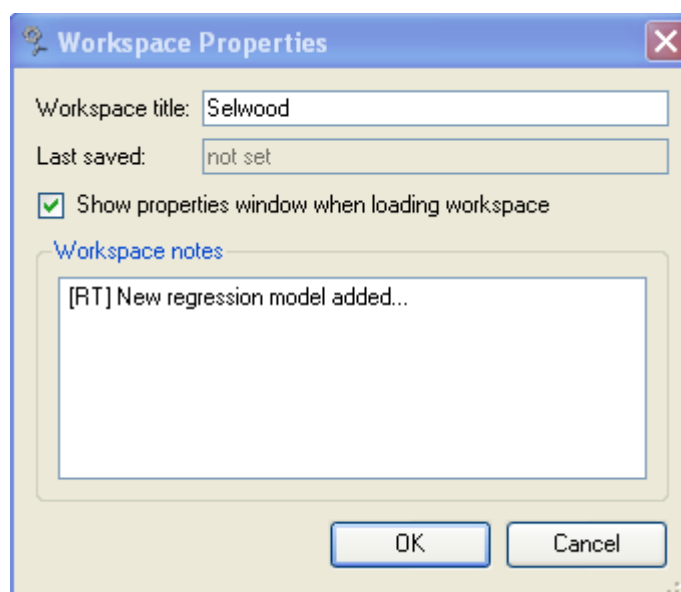 Workspace Properties
Workspace title: Selwood
Last saved: not set
Show properties window when loading workspace
Workspace notes
[RT] New regression model added...
OK Cancel